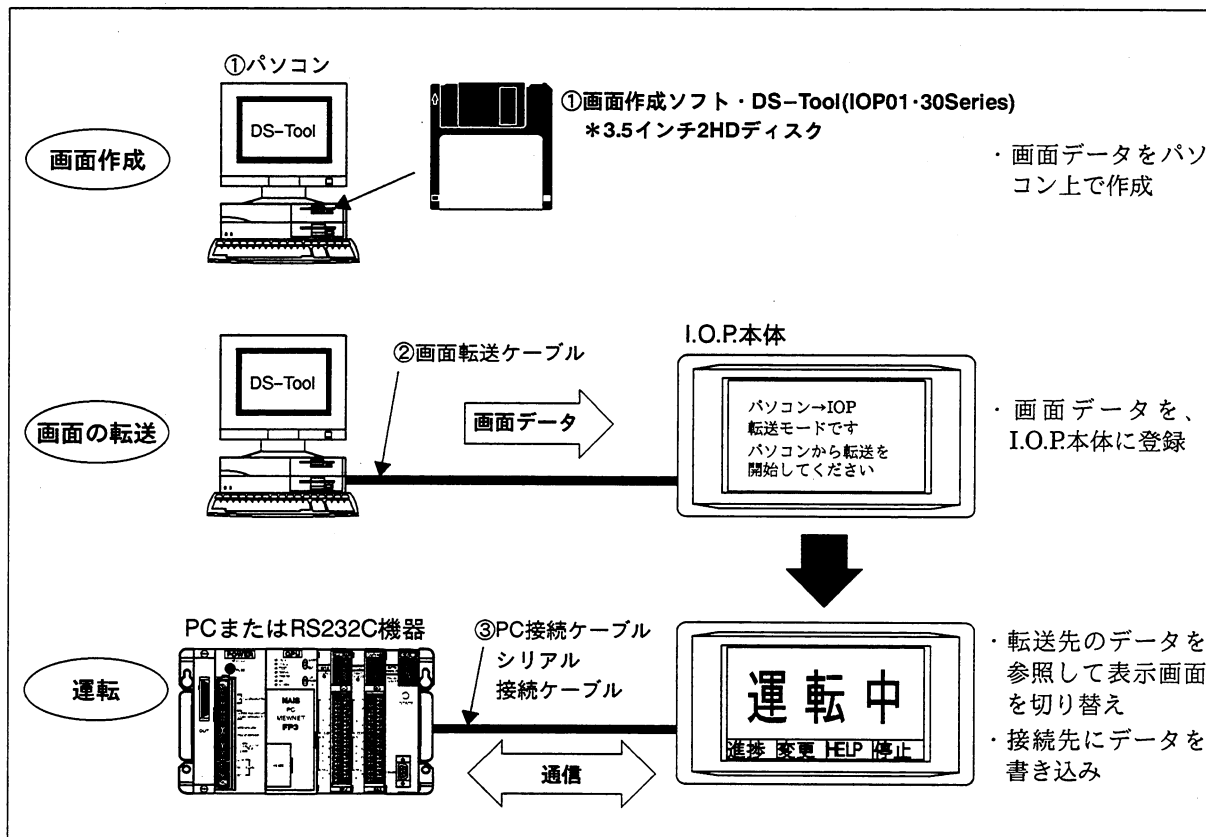 ①パソコン
DS-Tool
①画面作成ソフト・DS-Tool(IOP01・30Series)
＊3.5インチ2HDディスク
画面作成
・画面データをパソ
コン上で作成
I.O.P.本体
②画面転送ケーブル
DS-Tool
画面の転送
画面データ
パソコン→IOP
転送モードです
パソコンから転送を
開始してください
・画面データを、
I.O.P.本体に登録
PCまたはRS232C機器
③PC接続ケーブル
シリアル
接続ケーブル
運転
POWER
CPU
NAIS
PC
FP3
OUT
通信
運転中
進捗 変更 HELP 停止
・転送先のデータを
参照して表示画面
を切り替え
・接続先にデータを
書き込み